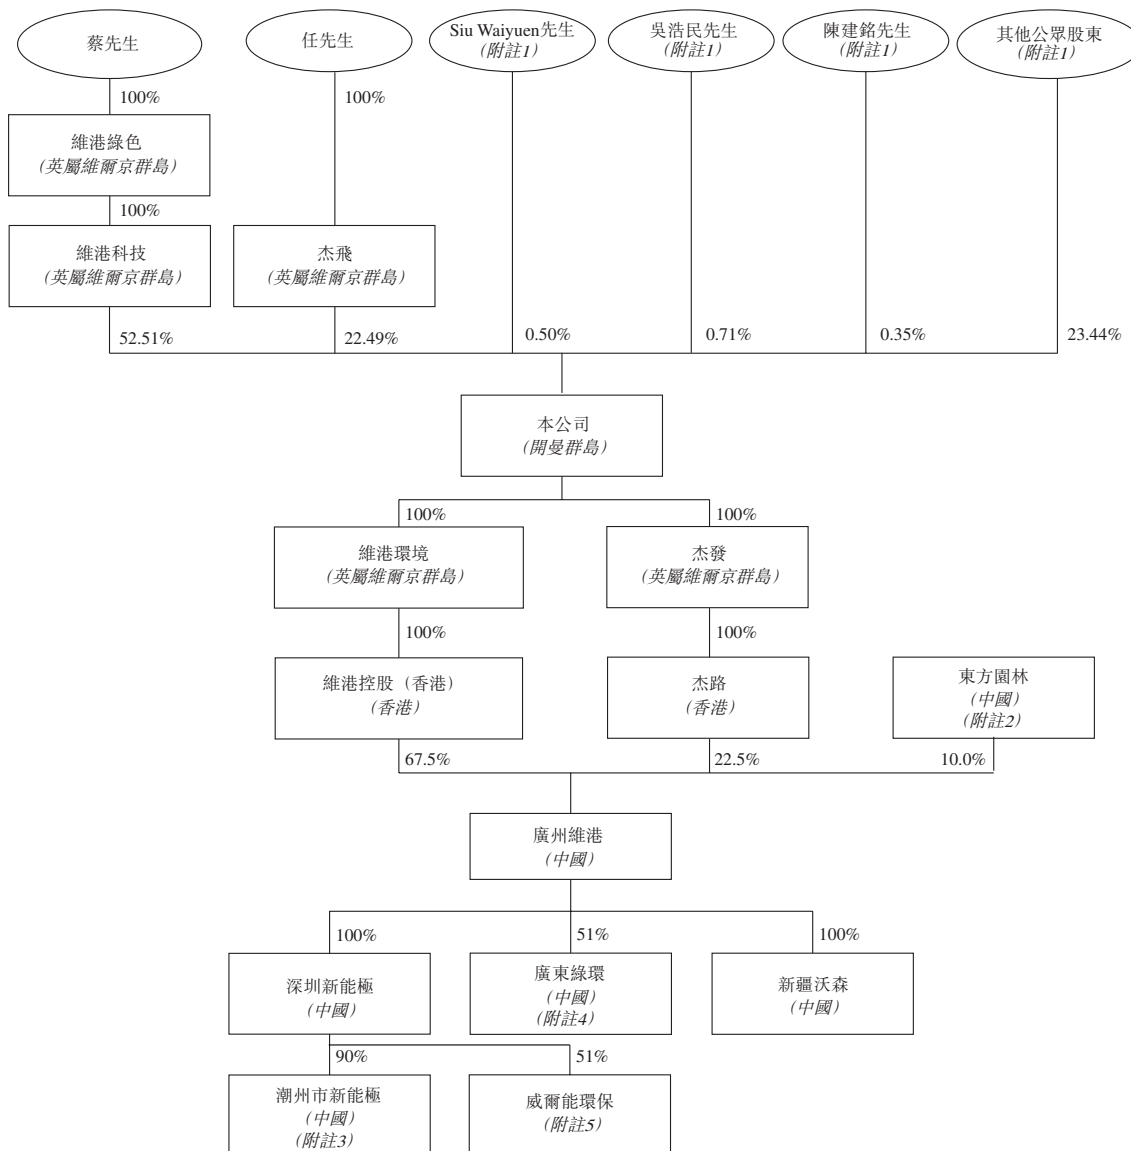 蔡先生
任先生
Siu Waiyuen先生
(附註1)
吳浩民先生
(附註1)
陳建銘先生
(附註1)
其他公眾股東
(附註1)
100%
100%
維港綠色
(英屬維爾京群島)
100%
維港科技
(英屬維爾京群島)
杰飛
(英屬維爾京群島)
52.51%
22.49%
0.50%
0.71%
0.35%
23.44%
本公司
(開曼群島)
100%
100%
維港環境
(英屬維爾京群島)
杰發
(英屬維爾京群島)
100%
100%
維港控股（香港）
(香港)
杰路
(香港)
東方園林
(中國)
(附註2)
67.5%
22.5%
10.0%
廣州維港
(中國)
100%
51%
100%
深圳新能極
(中國)
廣東綠環
(中國)
(附註4)
新疆沃森
(中國)
90%
51%
潮州市新能極
(中國)
(附註3)
威爾能環保
(附註5)